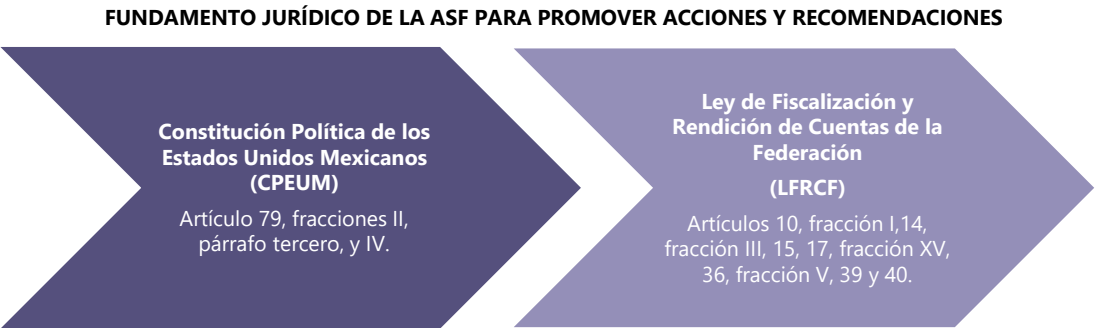 FUNDAMENTO JURÍDICO DE LA ASF PARA PROMOVER ACCIONES Y RECOMENDACIONES
Constitución Política de los
Estados Unidos Mexicanos
(CPEUM)
Artículo 79, fracciones II,
párrafo tercero, y IV.
Ley de Fiscalización y
Rendición de Cuentas de la
Federación
(LFRCF)
Artículos 10, fracción I,14,
fracción III, 15, 17, fracción XV,
36, fracción V, 39 y 40.